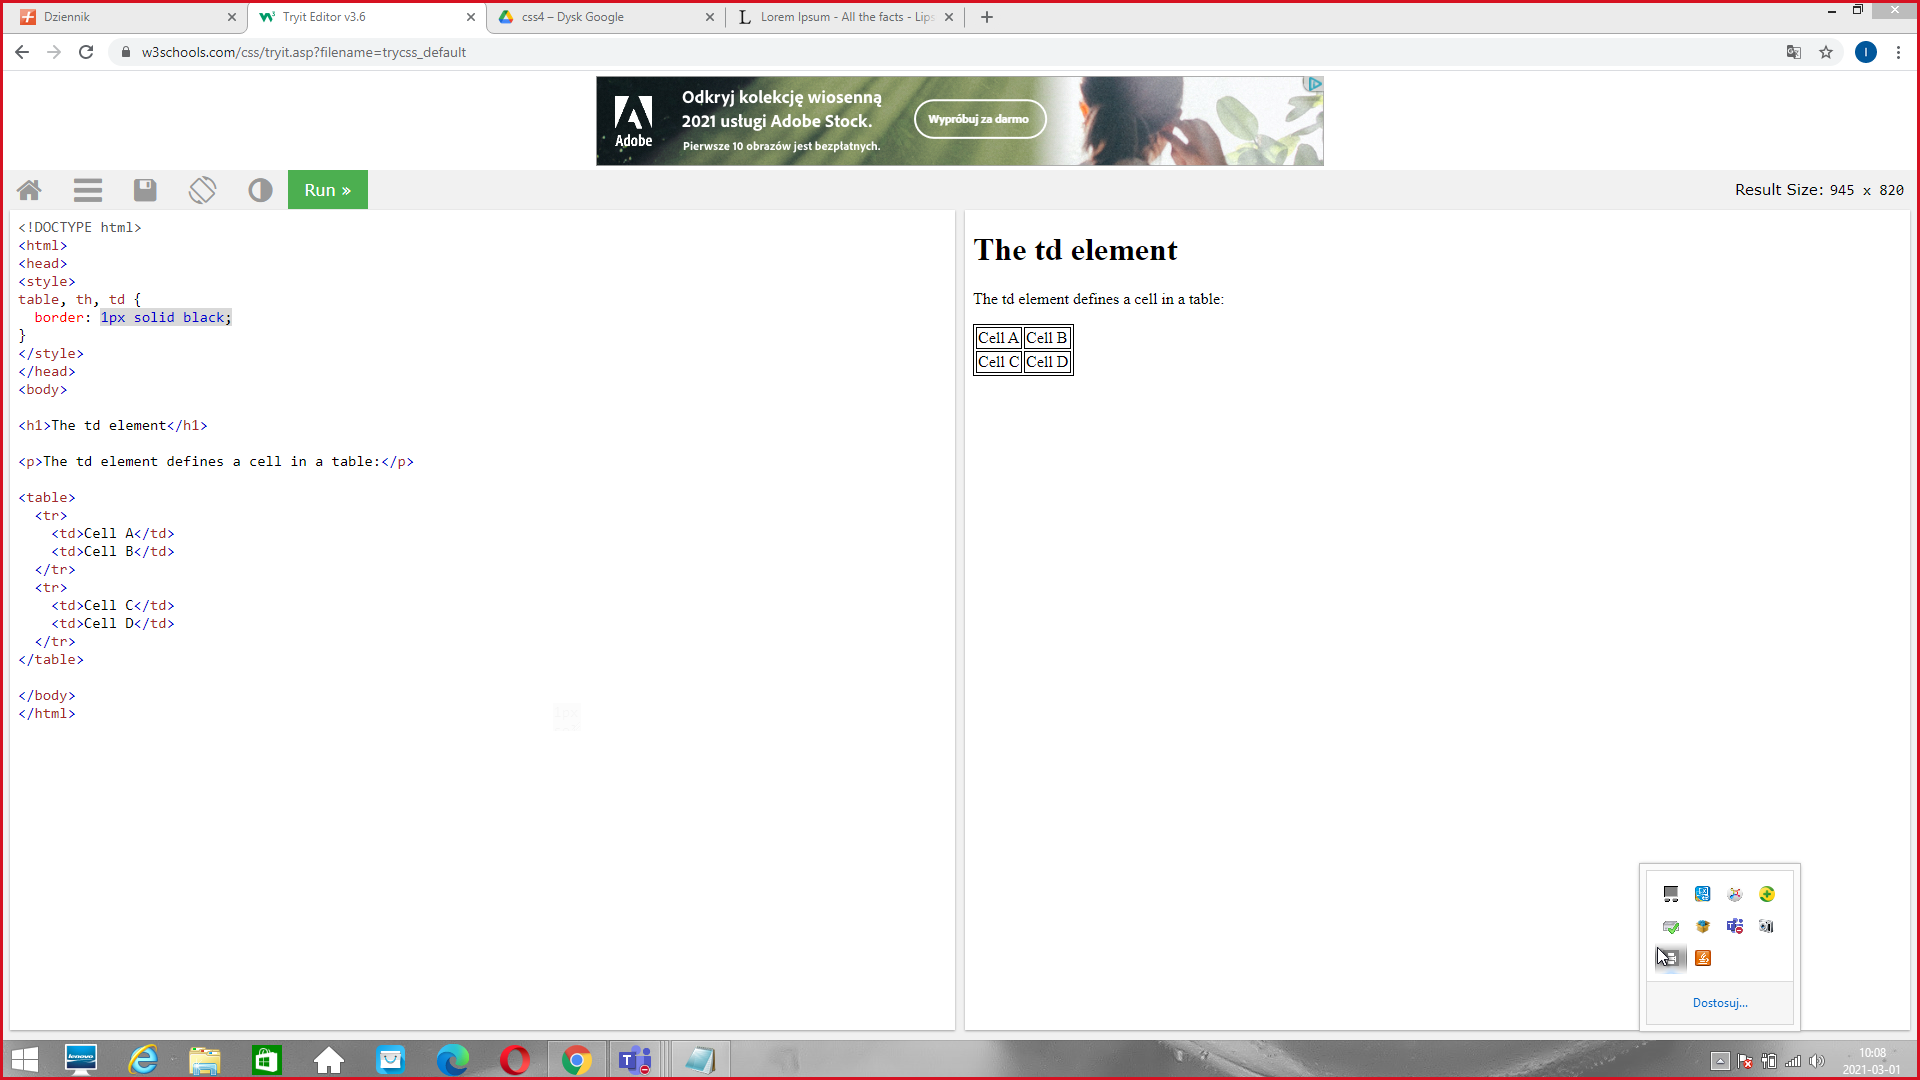 Dziennik
Tryit Editor v3.6
css4 – Dysk Google
Lorem Ipsum - All the facts - Lips
w3schools.com/css/tryit.asp?filename=trycss_default
I
Adobe
Odkryj kolekcję wiosenną
2021 usługi Adobe Stock.
Pierwsze 10 obrazów jest bezpłatnych.
Wypróbuj za darmo
Run »
Result Size: 945 x 820
<!DOCTYPE html>
<html>
<head>
<style>
table, th, td {
  border: 1px solid black;
}
</style>
</head>
<body>
<h1>The td element</h1>
<p>The td element defines a cell in a table:</p>
<table>
  <tr>
    <td>Cell A</td>
    <td>Cell B</td>
  </tr>
  <tr>
    <td>Cell C</td>
    <td>Cell D</td>
  </tr>
</table>
</body>
</html>
The td element
The td element defines a cell in a table:
Cell A Cell B
Cell C Cell D
Dostosuj...
lenovo
10:08
2021-03-01